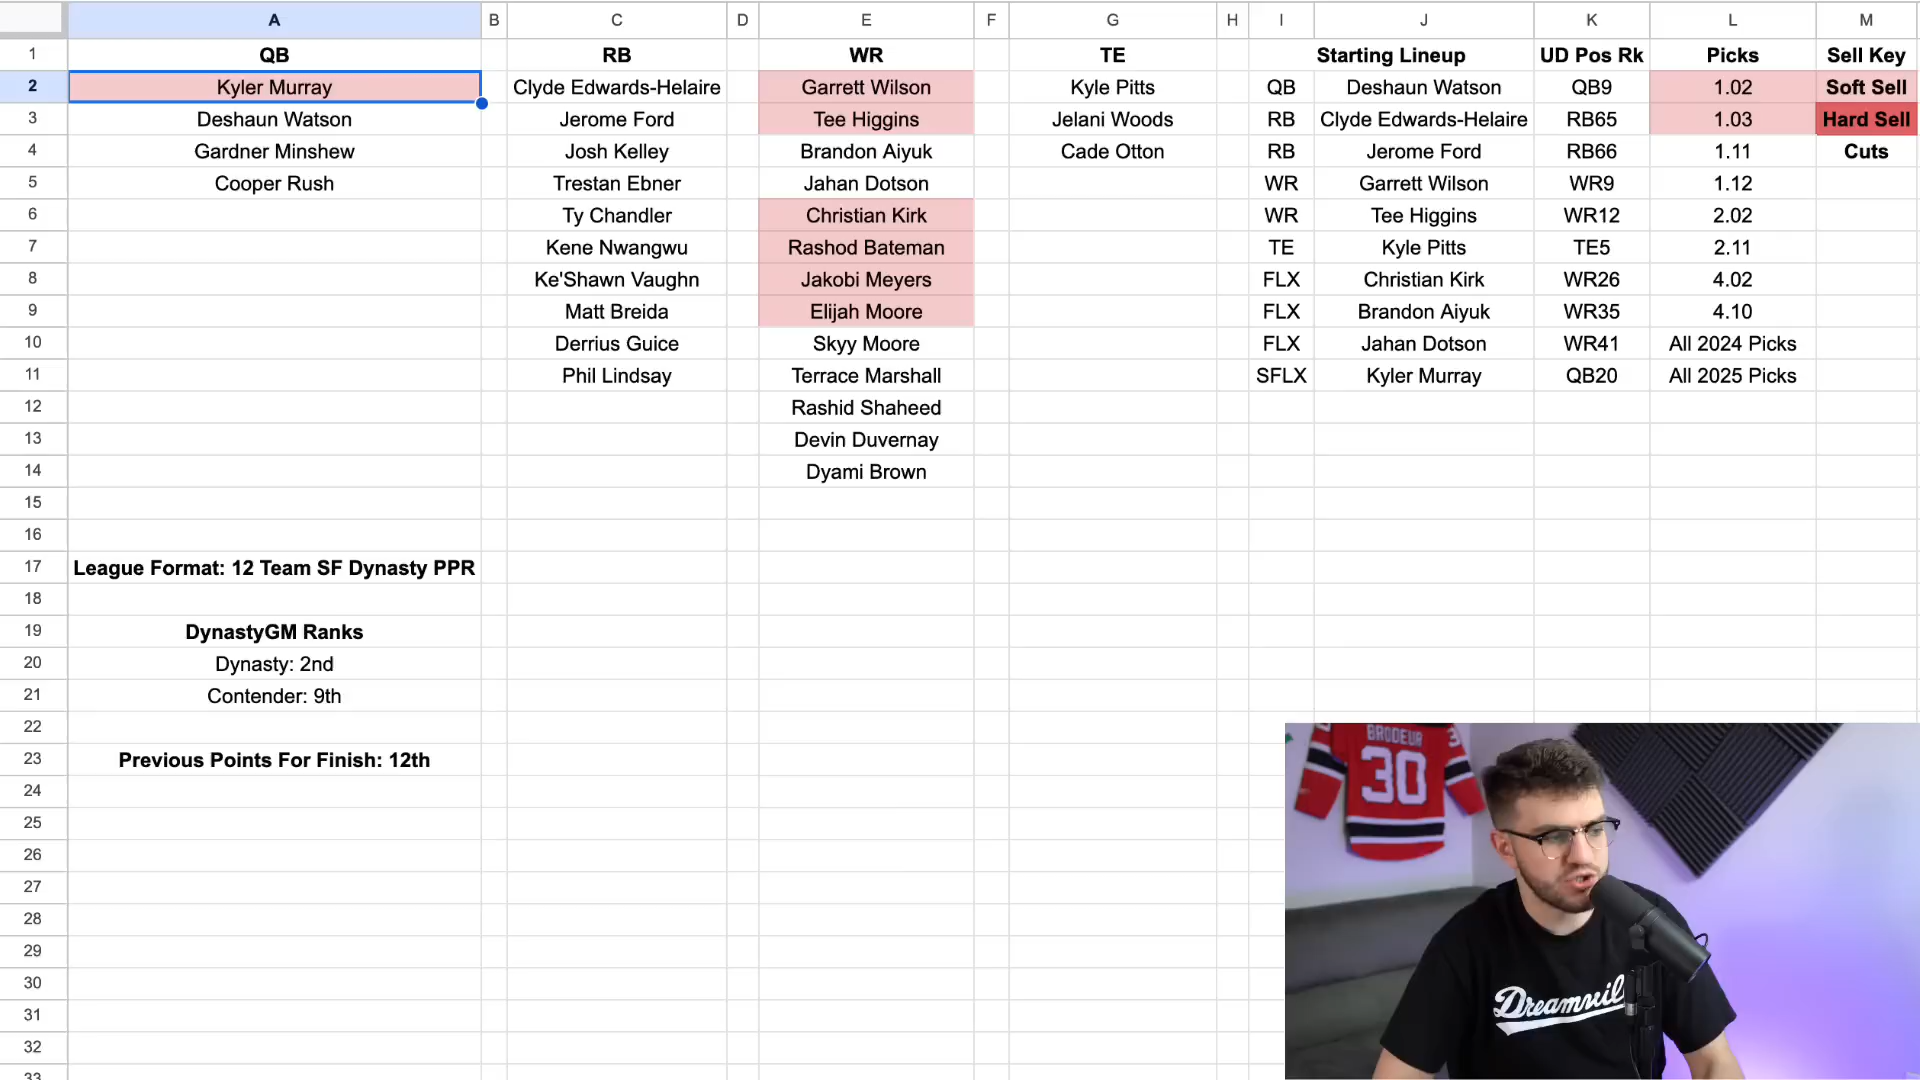 A B C D E F G H I J K L M
1 QB RB WR TE Starting Lineup UD Pos Rk Picks Sell Key
2 Kyler Murray Clyde Edwards-Helaire Garrett Wilson Kyle Pitts QB Deshaun Watson QB9 1.02 Soft Sell
3 Deshaun Watson Jerome Ford Tee Higgins Jelani Woods RB Clyde Edwards-Helaire RB65 1.03 Hard Sell
4 Gardner Minshew Josh Kelley Brandon Aiyuk Cade Otton RB Jerome Ford RB66 1.11 Cuts
5 Cooper Rush Trestan Ebner Jahan Dotson WR Garrett Wilson WR9 1.12
6 Ty Chandler Christian Kirk WR Tee Higgins WR12 2.02
7 Kene Nwangwu Rashod Bateman TE Kyle Pitts TE5 2.11
8 Ke'Shawn Vaughn Jakobi Meyers FLX Christian Kirk WR26 4.02
9 Matt Breida Elijah Moore FLX Brandon Aiyuk WR35 4.10
10 Derrius Guice Skyy Moore FLX Jahan Dotson WR41 All 2024 Picks
11 Phil Lindsay Terrace Marshall SFLX Kyler Murray QB20 All 2025 Picks
12 Rashid Shaheed
13 Devin Duvernay
14 Dyami Brown
15
16
17 League Format: 12 Team SF Dynasty PPR
18
19 DynastyGM Ranks
20 Dynasty: 2nd
21 Contender: 9th
22
23 Previous Points For Finish: 12th
24
25
26
27
28
29
30
31
32
33
BRODEUR
30